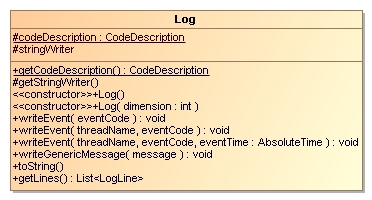 Log
#codeDescription : CodeDescription
#stringWriter
+getCodeDescription() : CodeDescription
#getStringWriter()
<<constructor>>+Log()
<<constructor>>+Log( dimension : int )
+writeEvent( eventCode ) : void
+writeEvent( threadName, eventCode ) : void
+writeEvent( threadName, eventCode, eventTime : AbsoluteTime ) : void
+writeGenericMessage( message ) : void
+toString()
+getLines() : List<LogLine>